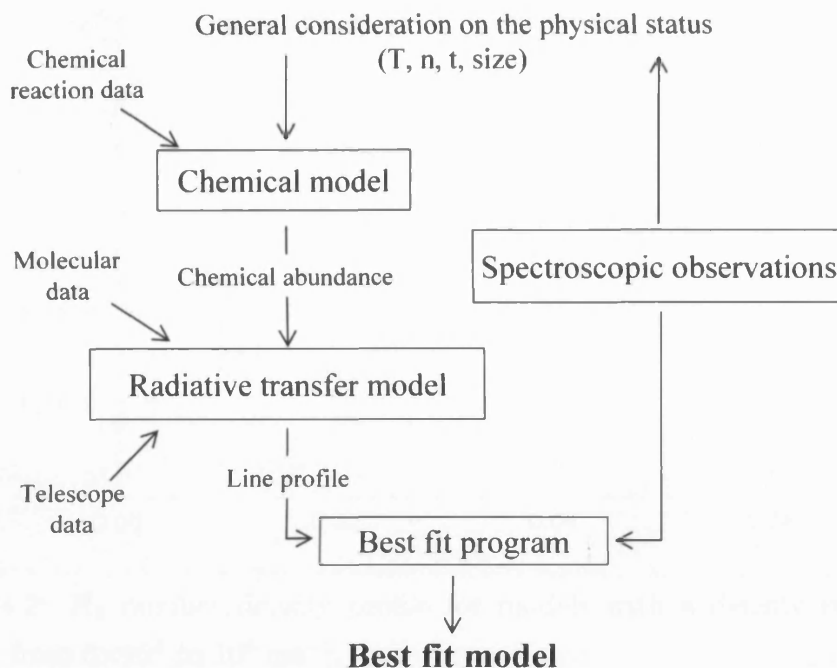 General consideration on the physical status
(T, n, t, size)
Chemical
reaction data
Chemical model
Molecular
data
Chemical abundance
Spectroscopic observations
Radiative transfer model
Telescope
data
Line profile
Best fit program
Best fit model